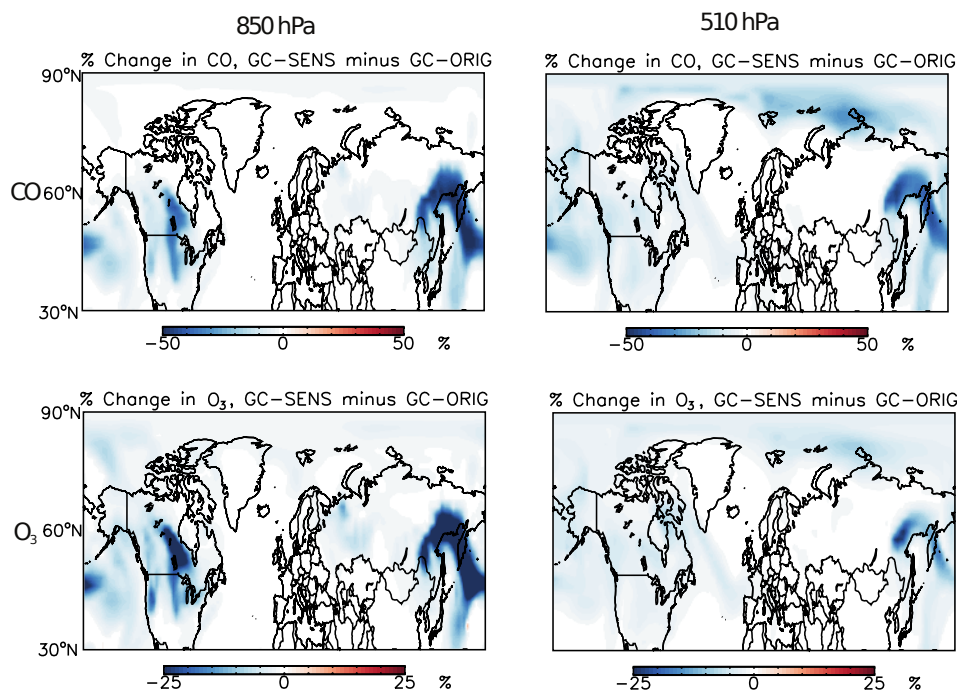 850 hPa
510 hPa
% Change in CO, GC-SENS minus GC-ORIG
% Change in CO, GC-SENS minus GC-ORIG
90°N
CO
60°N
30°N
-50 0 50 %
-50 0 50 %
% Change in O₃, GC-SENS minus GC-ORIG
% Change in O₃, GC-SENS minus GC-ORIG
90°N
O₃
60°N
30°N
-25 0 25 %
-25 0 25 %